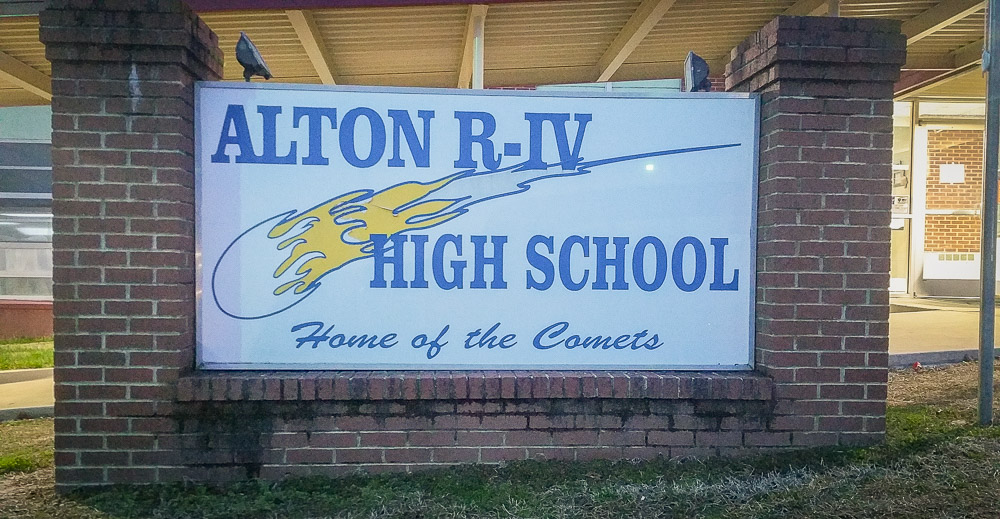 ALTON R-IV
HIGH SCHOOL
Home of the Comets